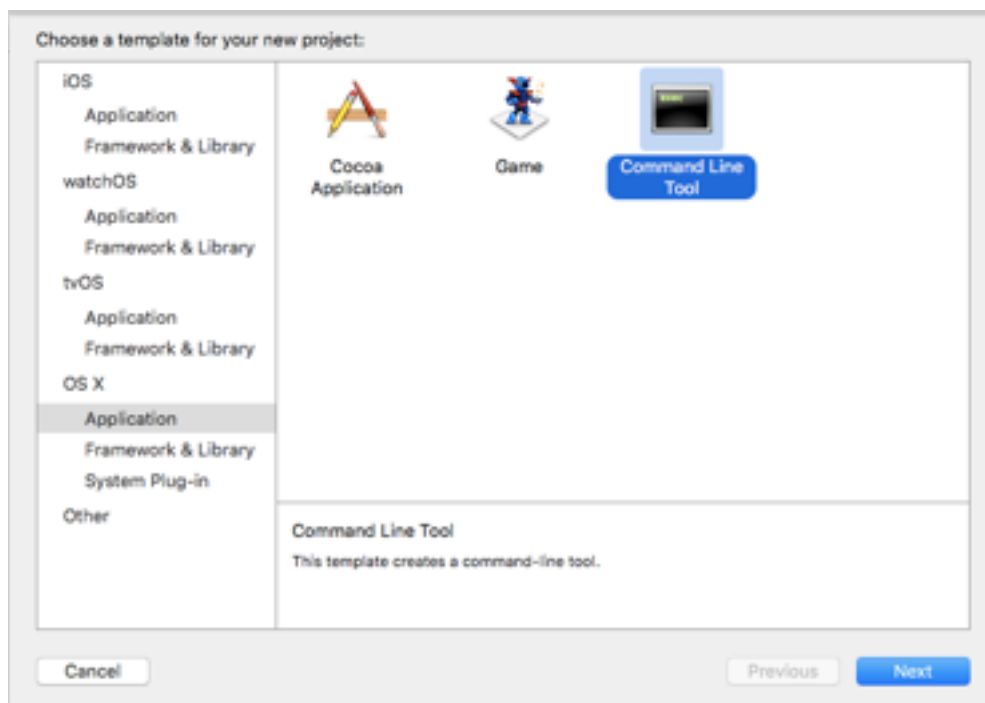 Choose a template for your new project:
iOS
Application
Framework & Library
watchOS
Application
Framework & Library
tvOS
Application
Framework & Library
OS X
Application
Framework & Library
System Plug-in
Other
Cocoa
Application
Game
Command Line
Tool
Command Line Tool
This template creates a command-line tool.
Cancel
Previous
Next